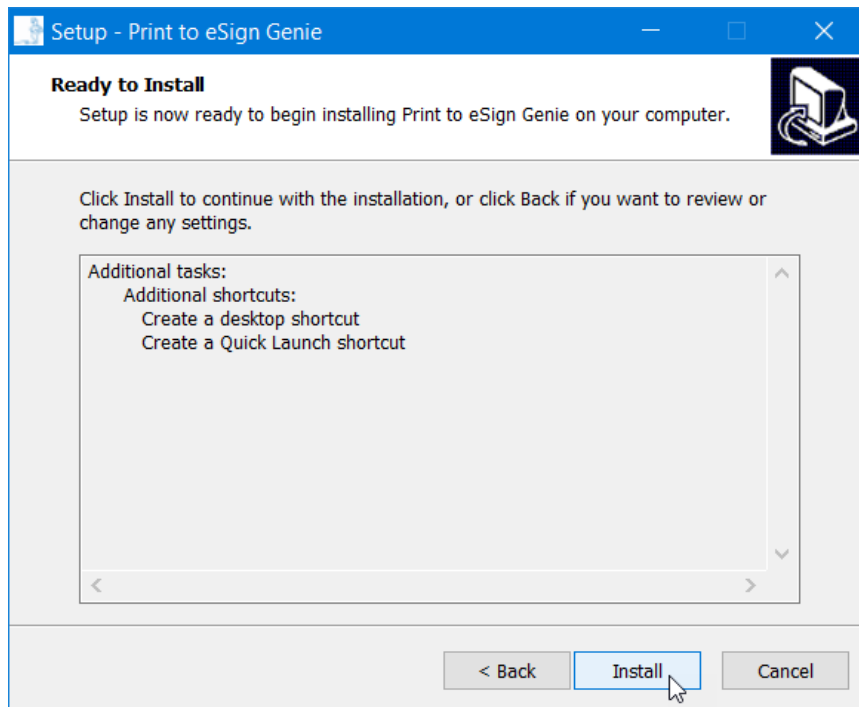 Setup - Print to eSign Genie
Ready to Install
Setup is now ready to begin installing Print to eSign Genie on your computer.
Click Install to continue with the installation, or click Back if you want to review or
change any settings.
Additional tasks:
Additional shortcuts:
Create a desktop shortcut
Create a Quick Launch shortcut
< Back
Install
Cancel